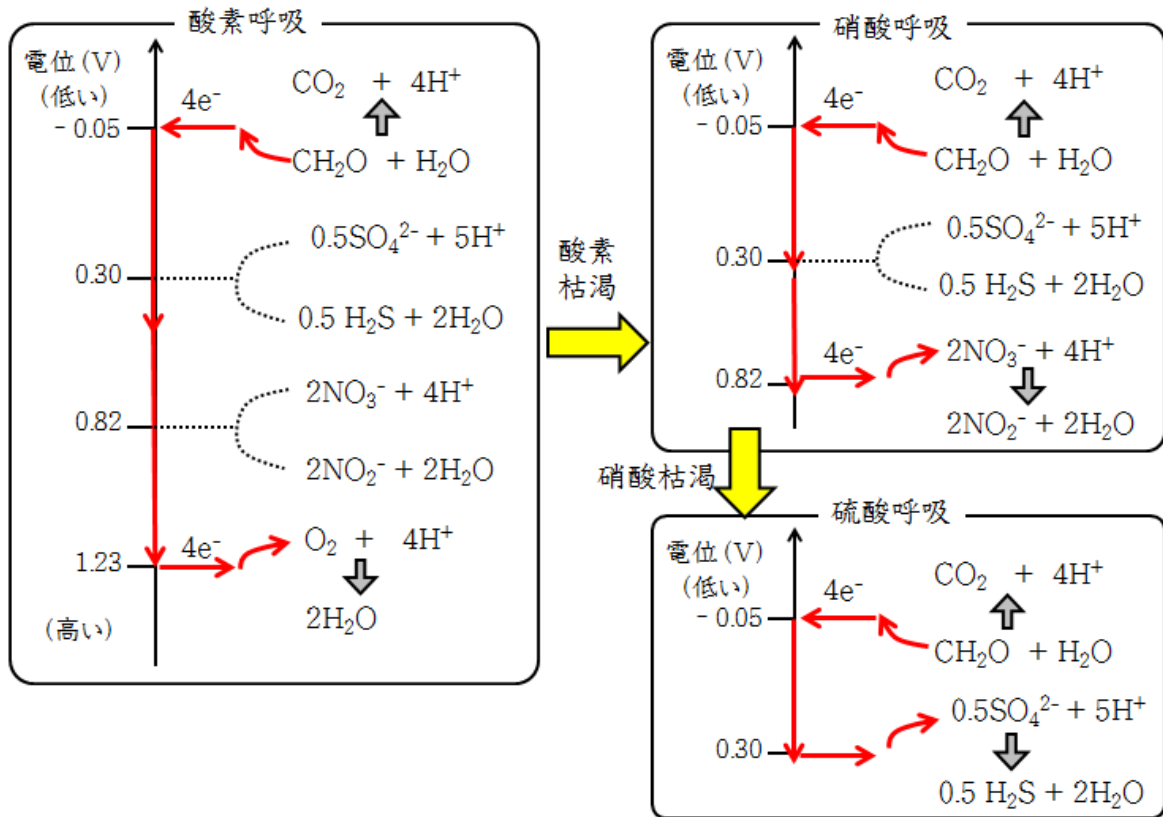 酸素呼吸
電位(V)
(低い)
CO₂ + 4H⁺
4e⁻
- 0.05
CH₂O + H₂O
0.5SO₄²⁻ + 5H⁺
0.30
0.5 H₂S + 2H₂O
2NO₃⁻ + 4H⁺
0.82
2NO₂⁻ + 2H₂O
4e⁻
O₂ + 4H⁺
1.23
2H₂O
(高い)
酸素
枯渇
硝酸呼吸
電位(V)
(低い)
CO₂ + 4H⁺
4e⁻
- 0.05
CH₂O + H₂O
0.5SO₄²⁻ + 5H⁺
0.30
0.5 H₂S + 2H₂O
4e⁻
2NO₃⁻ + 4H⁺
0.82
2NO₂⁻ + 2H₂O
硝酸枯渇
硫酸呼吸
電位(V)
(低い)
CO₂ + 4H⁺
4e⁻
- 0.05
CH₂O + H₂O
0.5SO₄²⁻ + 5H⁺
0.30
0.5 H₂S + 2H₂O